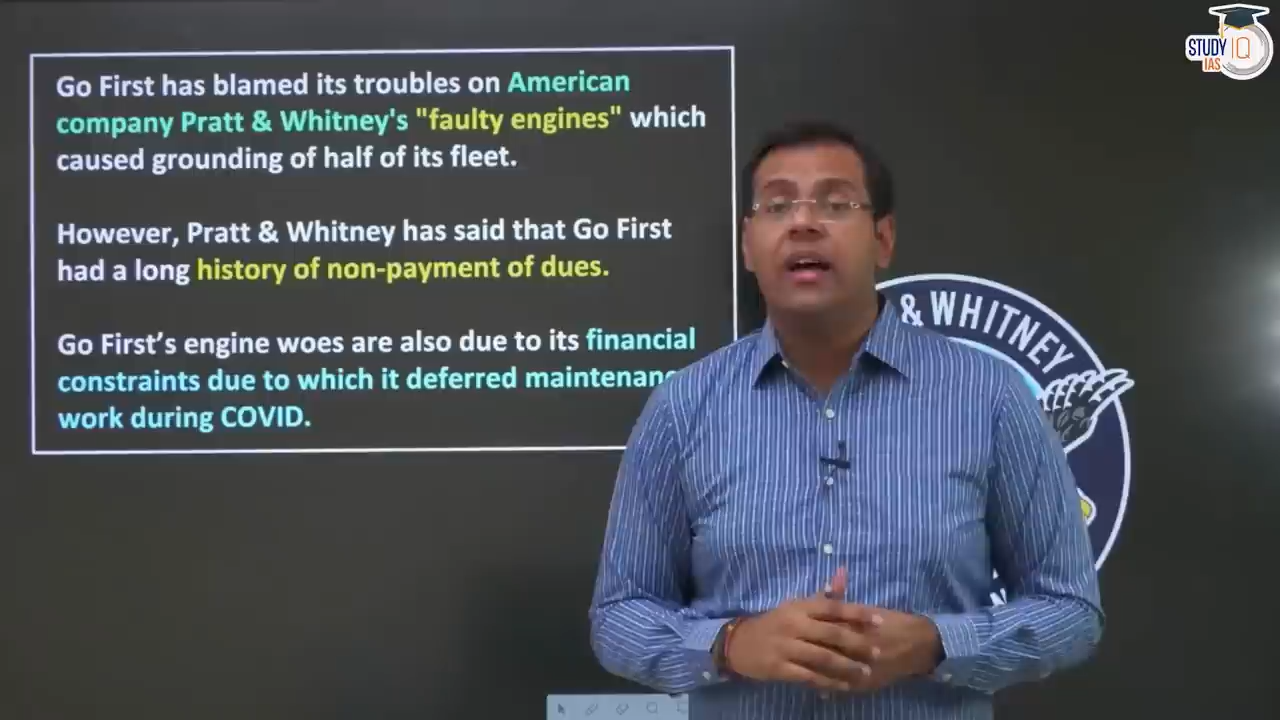 STUDY IQ
IAS
Go First has blamed its troubles on American
company Pratt & Whitney's "faulty engines" which
caused grounding of half of its fleet.
However, Pratt & Whitney has said that Go First
had a long history of non-payment of dues.
Go First’s engine woes are also due to its financial
constraints due to which it deferred
work during COVID.
& WHITNEY